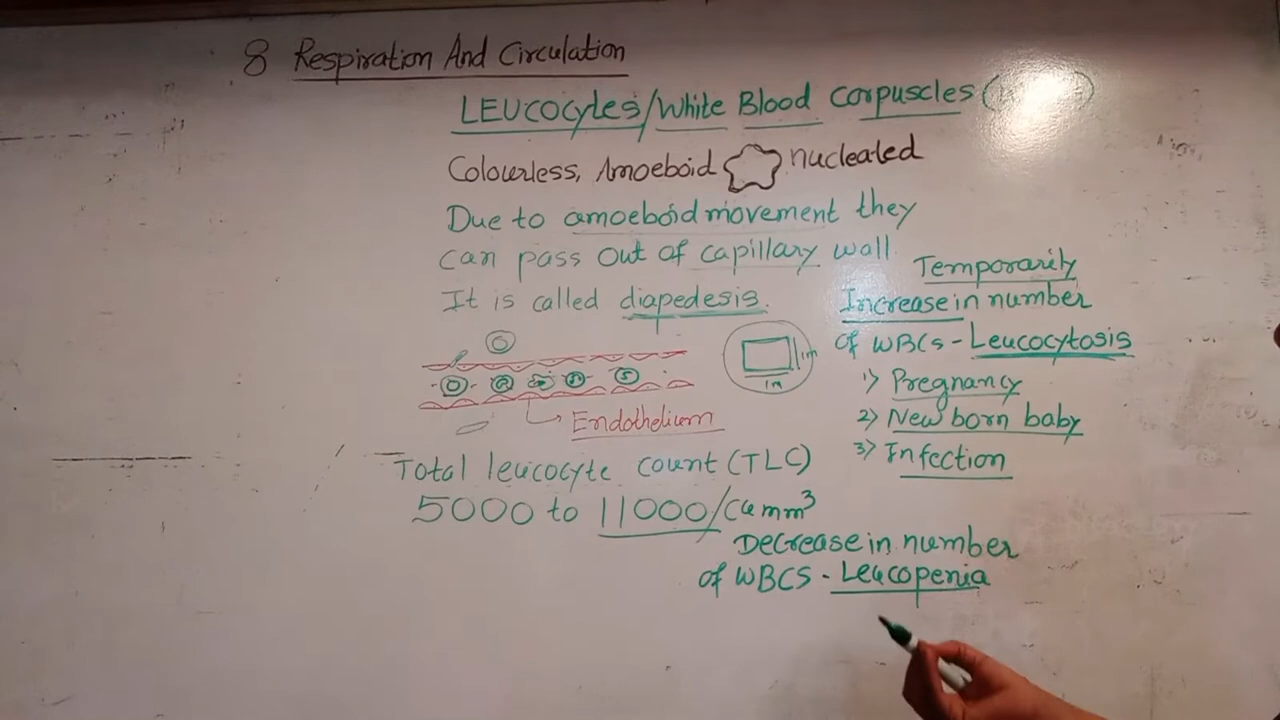 8 Respiration And Circulation
LEUCOCYTES/White Blood Corpuscles
Colourless, Amoeboid nucleated
Due to amoeboid movement they
can pass out of capillary wall.
It is called diapedesis.
Temporarily
Increase in number
of WBCs - Leucocytosis
1) Pregnancy
2) New born baby
3) Infection
1m
1m
Endothelium
Total leucocyte count (TLC)
5000 to 11000/Cu mm³
Decrease in number
of WBCS - Leucopenia